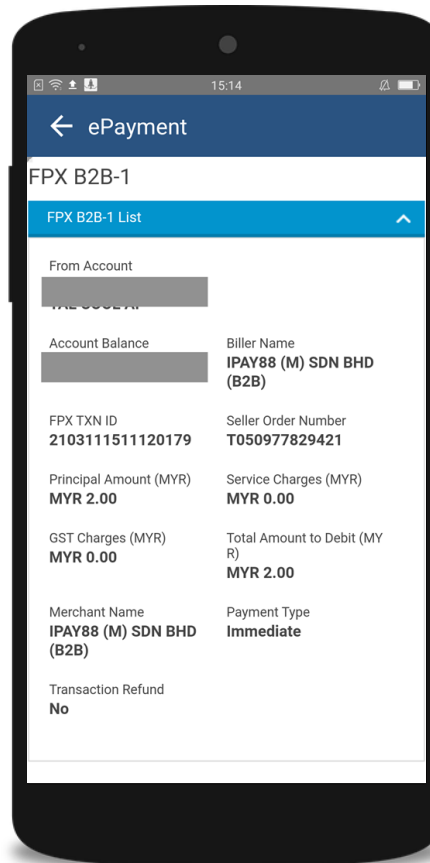 15:14
ePayment
FPX B2B-1
FPX B2B-1 List
From Account
Account Balance
Biller Name
IPAY88 (M) SDN BHD
(B2B)
FPX TXN ID
2103111511120179
Seller Order Number
T050977829421
Principal Amount (MYR)
MYR 2.00
Service Charges (MYR)
MYR 0.00
GST Charges (MYR)
MYR 0.00
Total Amount to Debit (MY
R)
MYR 2.00
Merchant Name
IPAY88 (M) SDN BHD
(B2B)
Payment Type
Immediate
Transaction Refund
No